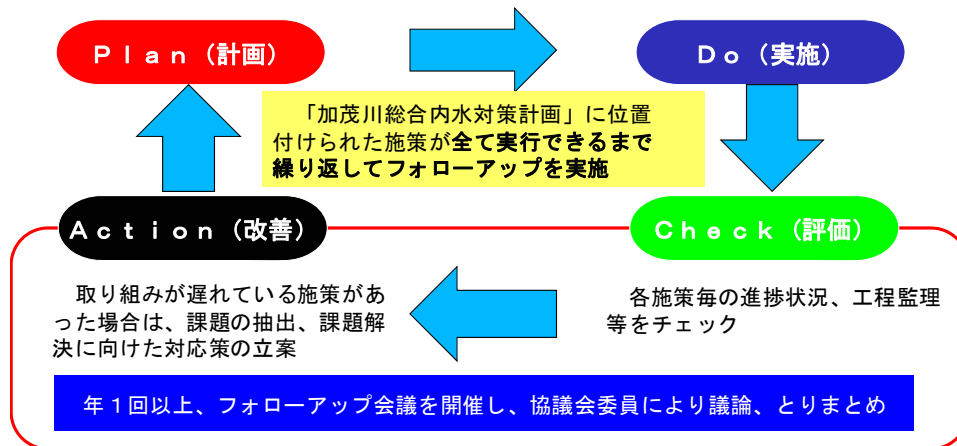 Ｐｌａｎ（計画）
Ｄｏ（実施）
「加茂川総合内水対策計画」に位置
付けられた施策が全て実行できるまで
繰り返してフォローアップを実施
Ａｃｔｉｏｎ（改善）
Ｃｈｅｃｋ（評価）
取り組みが遅れている施策があ
った場合は、課題の抽出、課題解
決に向けた対応策の立案
各施策毎の進捗状況、工程監理
等をチェック
年１回以上、フォローアップ会議を開催し、協議会委員により議論、とりまとめ